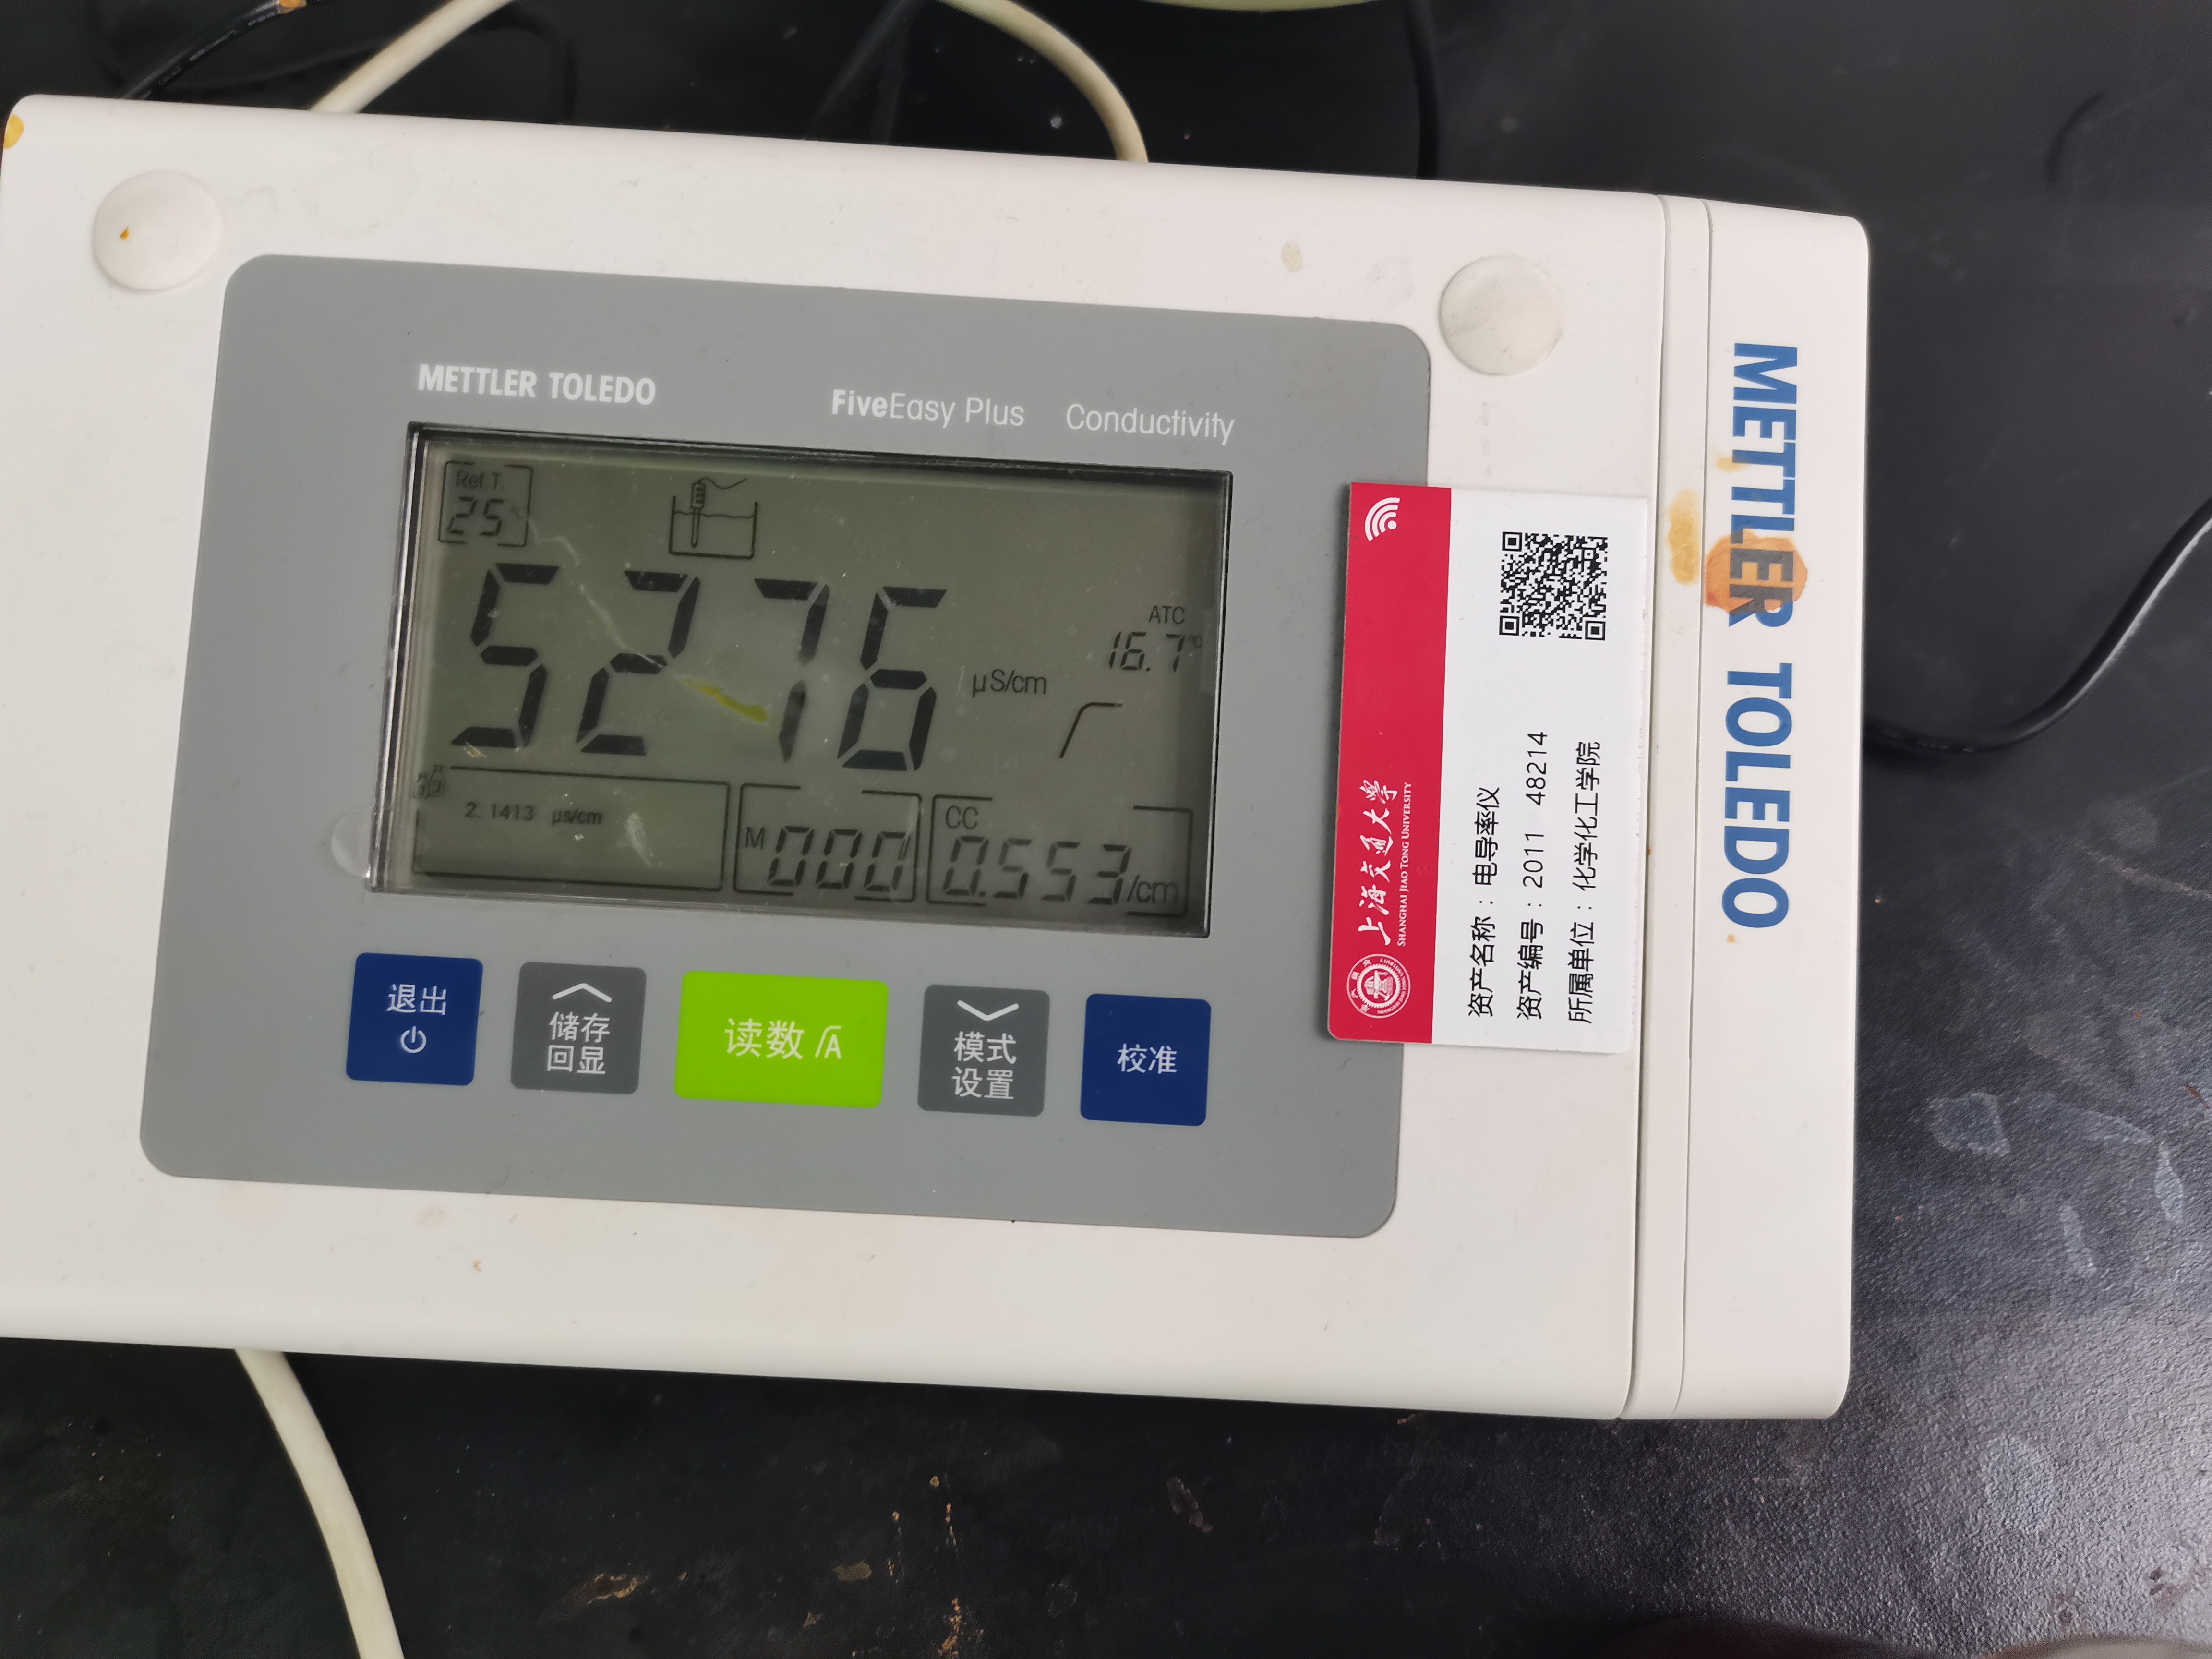 METTLER TOLEDO
FiveEasy Plus Conductivity
Ref.T.
25 °C
5276 µS/cm
ATC
16.7 °C
2. 1413 µs/cm
M 000
CC
0.553 /cm
退出
储存
回显
读数 /A
模式
设置
校准
上海交通大学
SHANGHAI JIAO TONG UNIVERSITY
资产名称：电导率仪
资产编号：2011 48214
所属单位：化学化工学院
METTLER TOLEDO